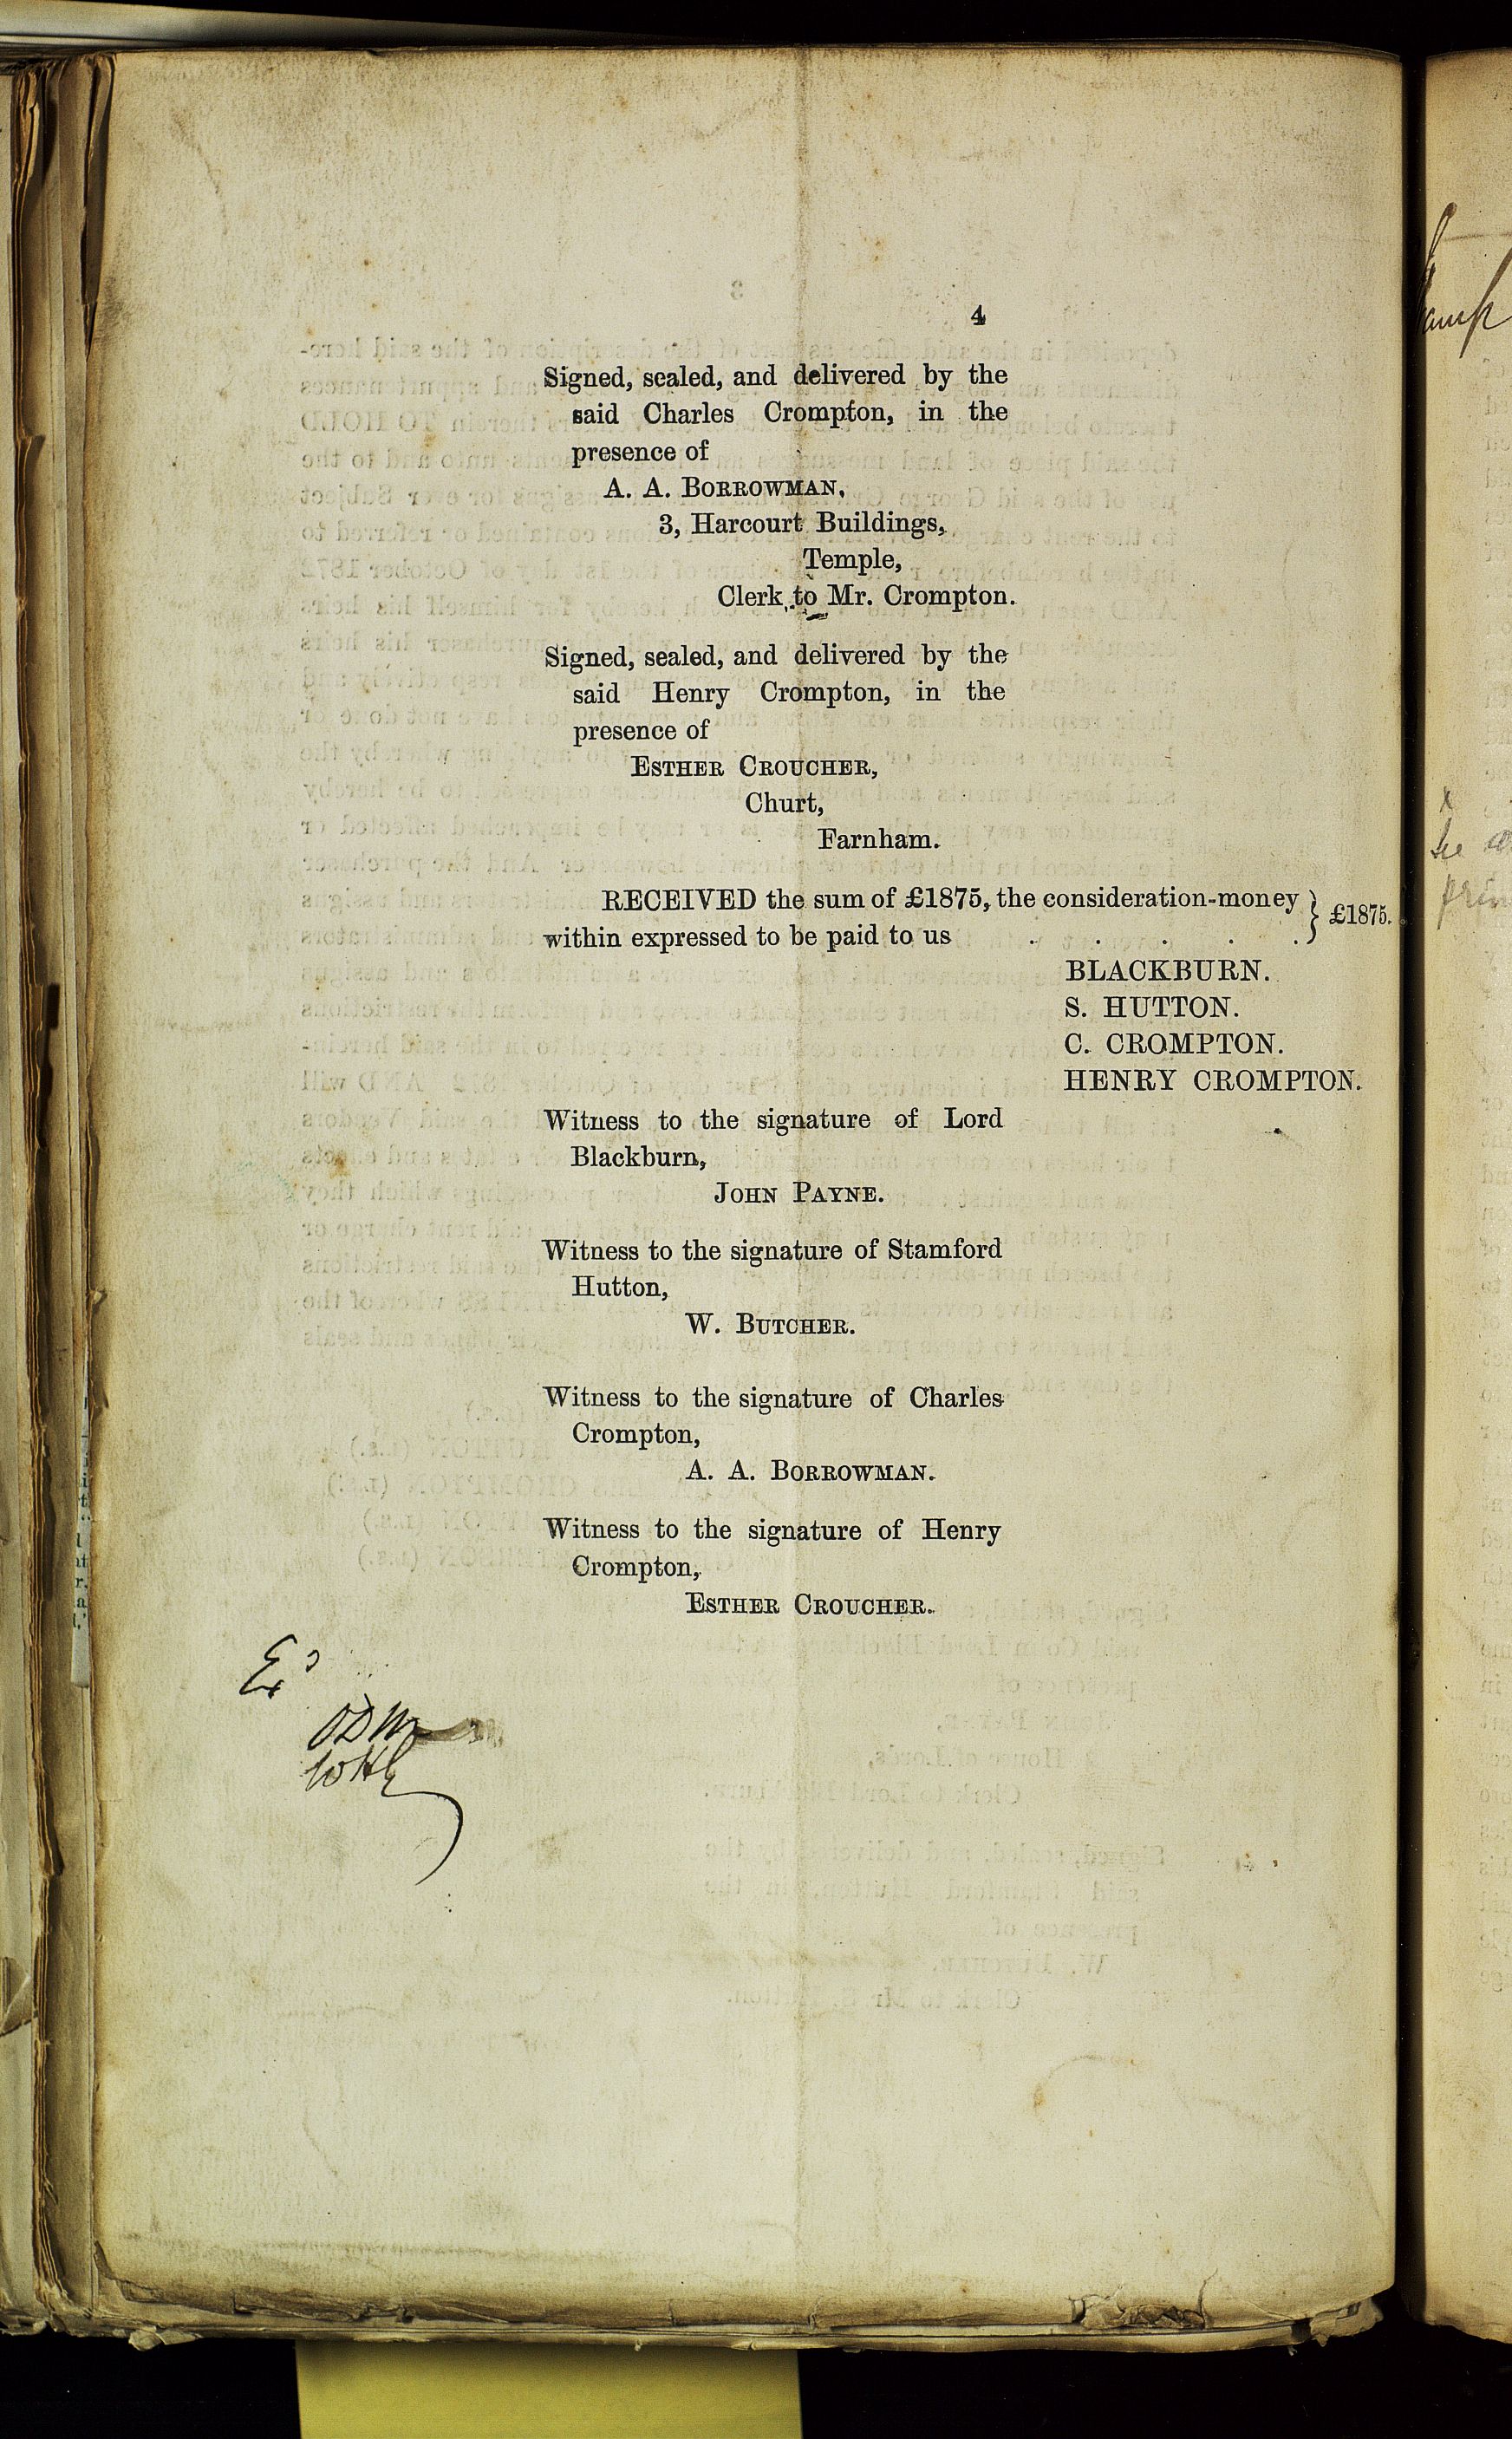 4
Signed, sealed, and delivered by the
said Charles Crompton, in the
presence of
A. A. BORROWMAN,
3, Harcourt Buildings,
Temple,
Clerk to Mr. Crompton.
Signed, sealed, and delivered by the
said Henry Crompton, in the
presence of
ESTHER CROUCHER,
Churt,
Farnham.
RECEIVED the sum of £1875, the consideration-money } £1875.
within expressed to be paid to us . . . . .
BLACKBURN.
S. HUTTON.
C. CROMPTON.
HENRY CROMPTON.
Witness to the signature of Lord
Blackburn,
JOHN PAYNE.
Witness to the signature of Stamford
Hutton,
W. BUTCHER.
Witness to the signature of Charles
Crompton,
A. A. BORROWMAN.
Witness to the signature of Henry
Crompton,
ESTHER CROUCHER.
Exd